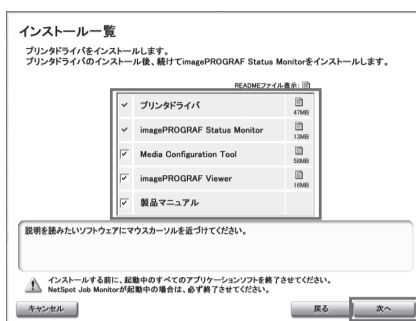 インストール一覧
プリンタドライバをインストールします。
プリンタドライバのインストール後、続けてimagePROGRAF Status Monitorをインストールします。
READMEファイル表示:
プリンタドライバ
47MB
imagePROGRAF Status Monitor
13MB
Media Configuration Tool
58MB
imagePROGRAF Viewer
16MB
製品マニュアル
説明を読みたいソフトウェアにマウスカーソルを近づけてください。
インストールする前に、起動中のすべてのアプリケーションソフトを終了させてください。
NetSpot Job Monitorが起動中の場合は、必ず終了させてください。
キャンセル
戻る
次へ